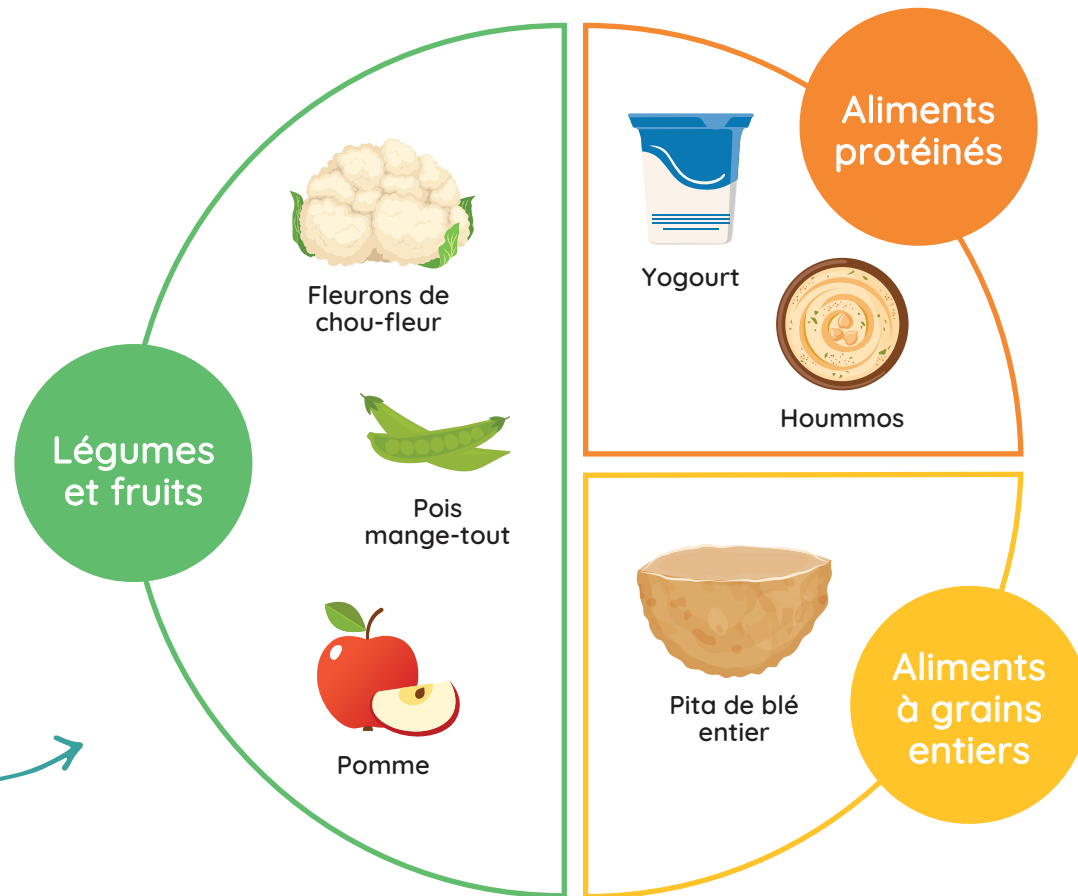 Légumes
et fruits
Fleurons de
chou-fleur
Pois
mange-tout
Pomme
Aliments
protéinés
Yogourt
Hoummos
Aliments
à grains
entiers
Pita de blé
entier